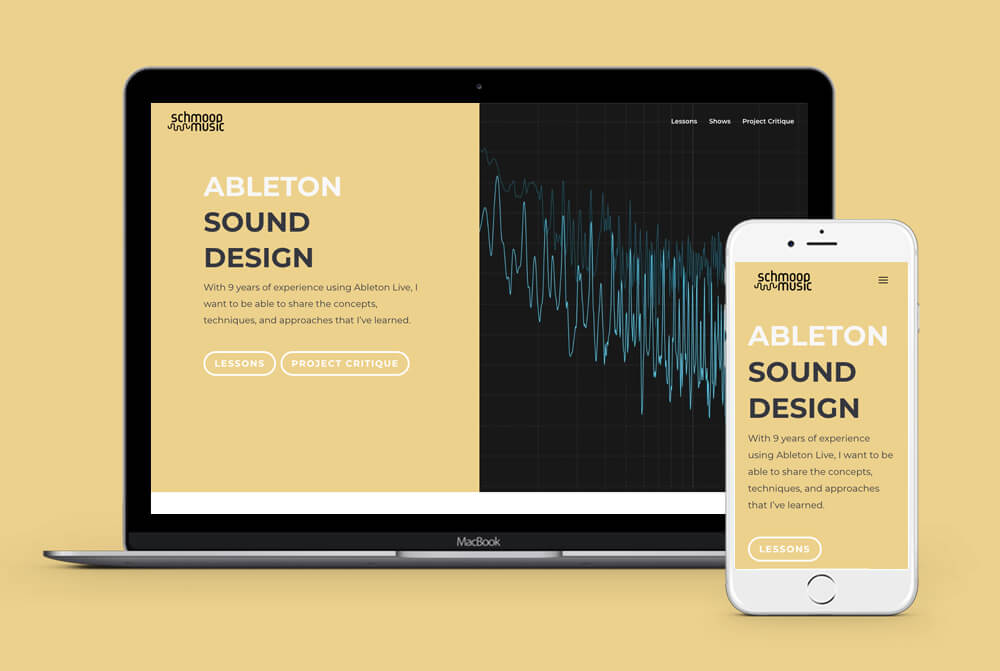 schmoop
music
Lessons Shows Project Critique
ABLETON
SOUND
DESIGN
With 9 years of experience using Ableton Live, I
want to be able to share the concepts,
techniques, and approaches that I've learned.
LESSONS PROJECT CRITIQUE
MacBook
schmoop
music
ABLETON
SOUND
DESIGN
With 9 years of experience
using Ableton Live, I want to be
able to share the concepts,
techniques, and approaches
that I've learned.
LESSONS